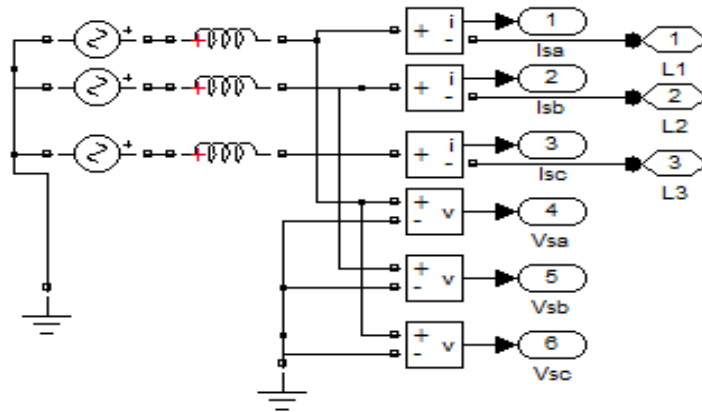 + + + i - 1 Isa 1 L1
+ + + i - 2 Isb 2 L2
+ + + i - 3 Isc 3 L3
+ - v 4 Vsa
+ - v 5 Vsb
+ - v 6 Vsc